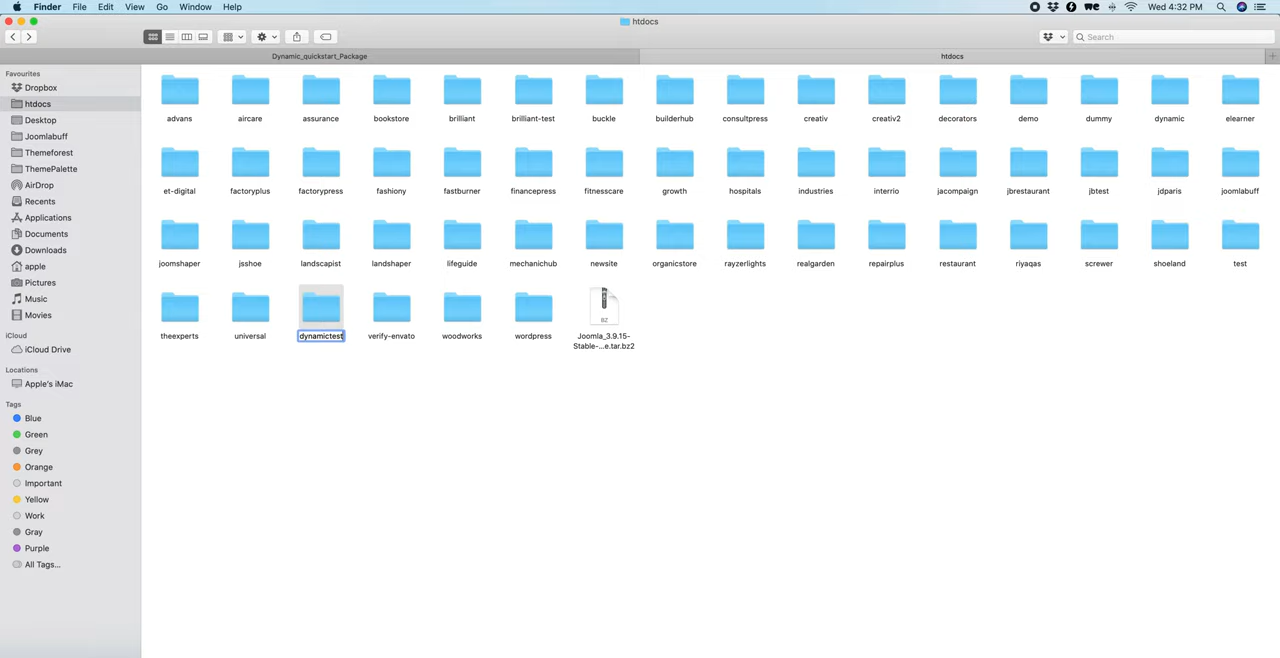 Finder File Edit View Go Window Help Wed 4:32 PM
htdocs
Search
Dynamic_quickstart_Package htdocs
Favourites
Dropbox
htdocs
Desktop
Joomlabuff
Themeforest
ThemePalette
AirDrop
Recents
Applications
Documents
Downloads
apple
Pictures
Music
Movies
iCloud
iCloud Drive
Locations
Apple's iMac
Tags
Blue
Green
Grey
Orange
Important
Yellow
Work
Gray
Purple
All Tags...
advans aircare assurance bookstore brilliant brilliant-test buckle builderhub consultpress creativ creativ2 decorators demo dummy dynamic elearner
et-digital factoryplus factorypress fashiony fastburner financepress fitnesscare growth hospitals industries interrio jacompaign jbrestaurant jbtest jdparis joomlabuff
joomshaper jsshoe landscapist landshaper lifeguide mechanichub newsite organicstore rayzerlights realgarden repairplus restaurant riyaqas screwer shoeland test
BZ
theexperts universal dynamictest verify-envato woodworks wordpress Joomla_3.9.15-
Stable-...e.tar.bz2